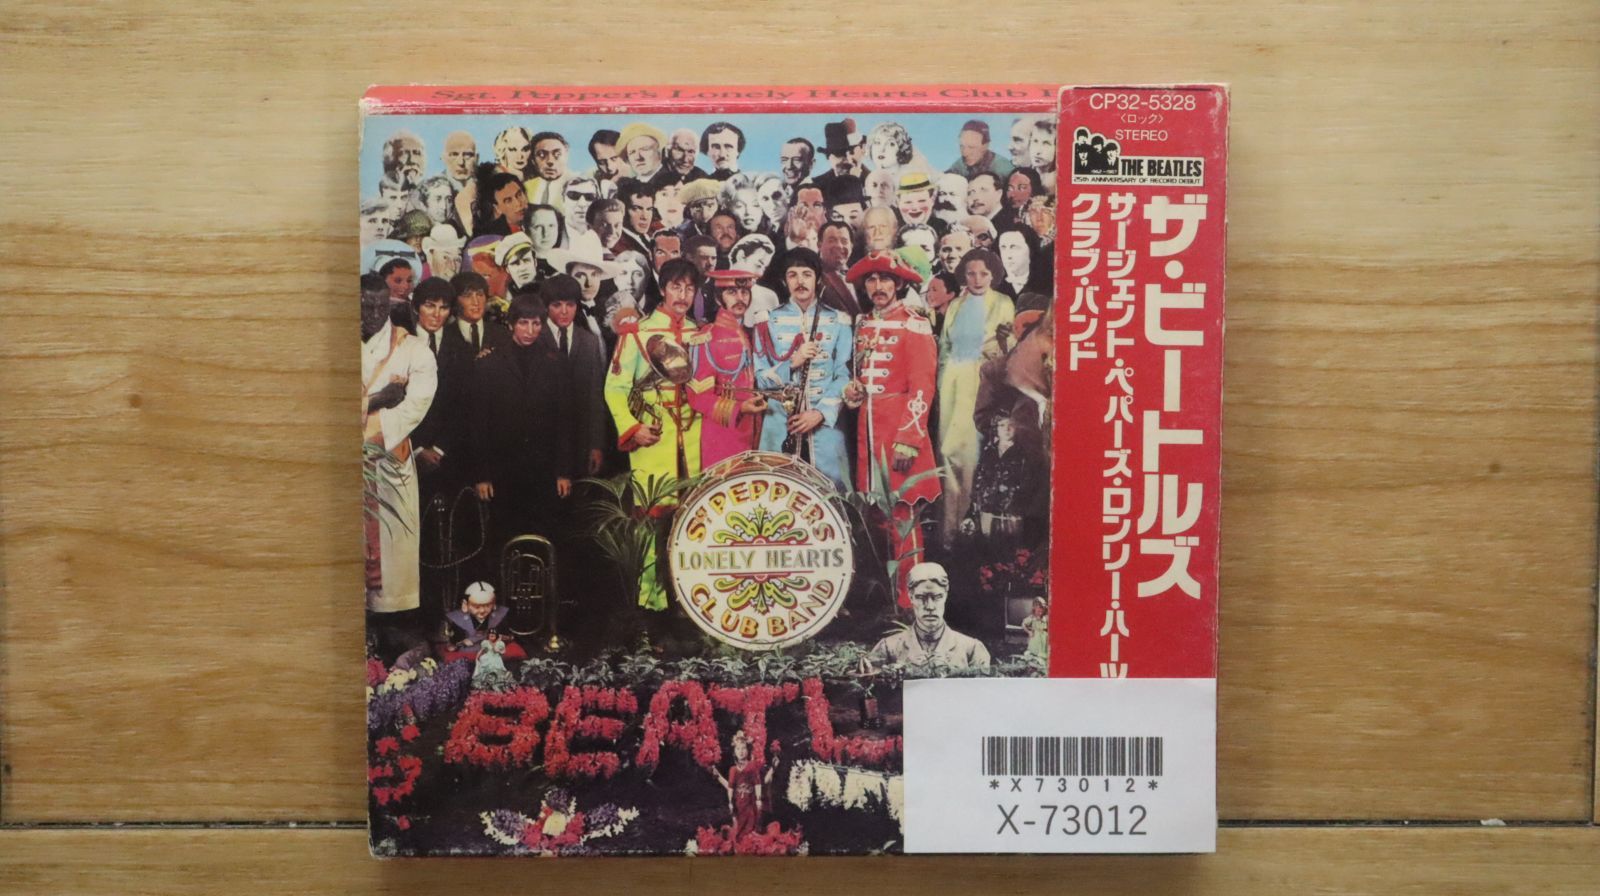 Sgt. Pepper's Lonely Hearts Club
CP32-5328
〈ロック〉
STEREO
THE BEATLES
1962-1987
25th ANNIVERSARY OF RECORD DEBUT
ザ・ビートルズ
サージェント・ペパーズ・ロンリー・ハーツ
クラブ・バンド
SGT PEPPERS
LONELY HEARTS
CLUB BAND
BEATL
*X73012*
X-73012